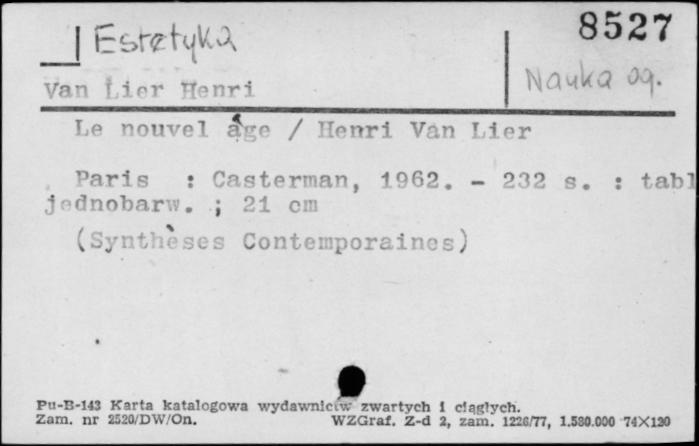 8527
Estetyka
Nauka og.
Van Lier Henri
Le nouvel âge / Henri Van Lier
Paris : Casterman, 1962. - 232 s. : tabl
jednobarw. ; 21 cm
(Synthèses Contemporaines)
Pu-B-143 Karta katalogowa wydawnictw zwartych i ciągłych.
Zam. nr 2520/DW/On. WZGraf. Z-d 2, zam. 1226/77, 1.580.000 74X120